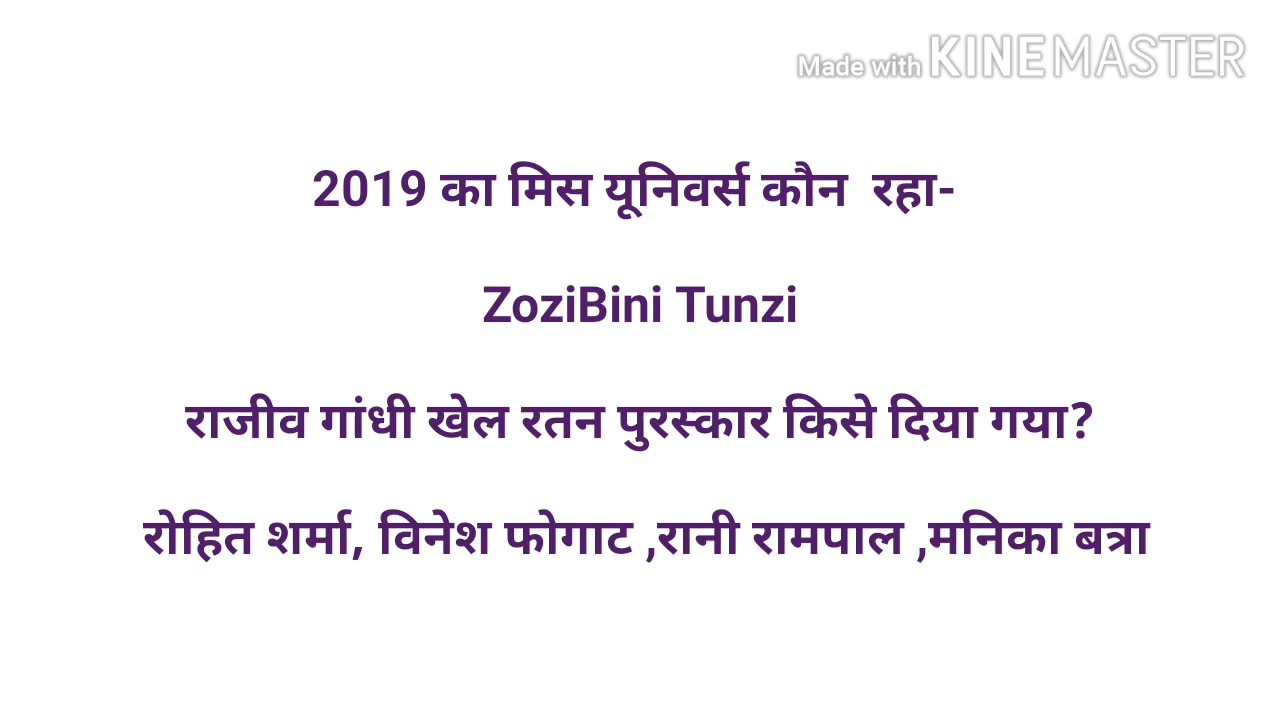 Made with KINEMASTER
2019 का मिस यूनिवर्स कौन रहा-
ZoziBini Tunzi
राजीव गांधी खेल रतन पुरस्कार किसे दिया गया?
रोहित शर्मा, विनेश फोगाट ,रानी रामपाल ,मनिका बत्रा